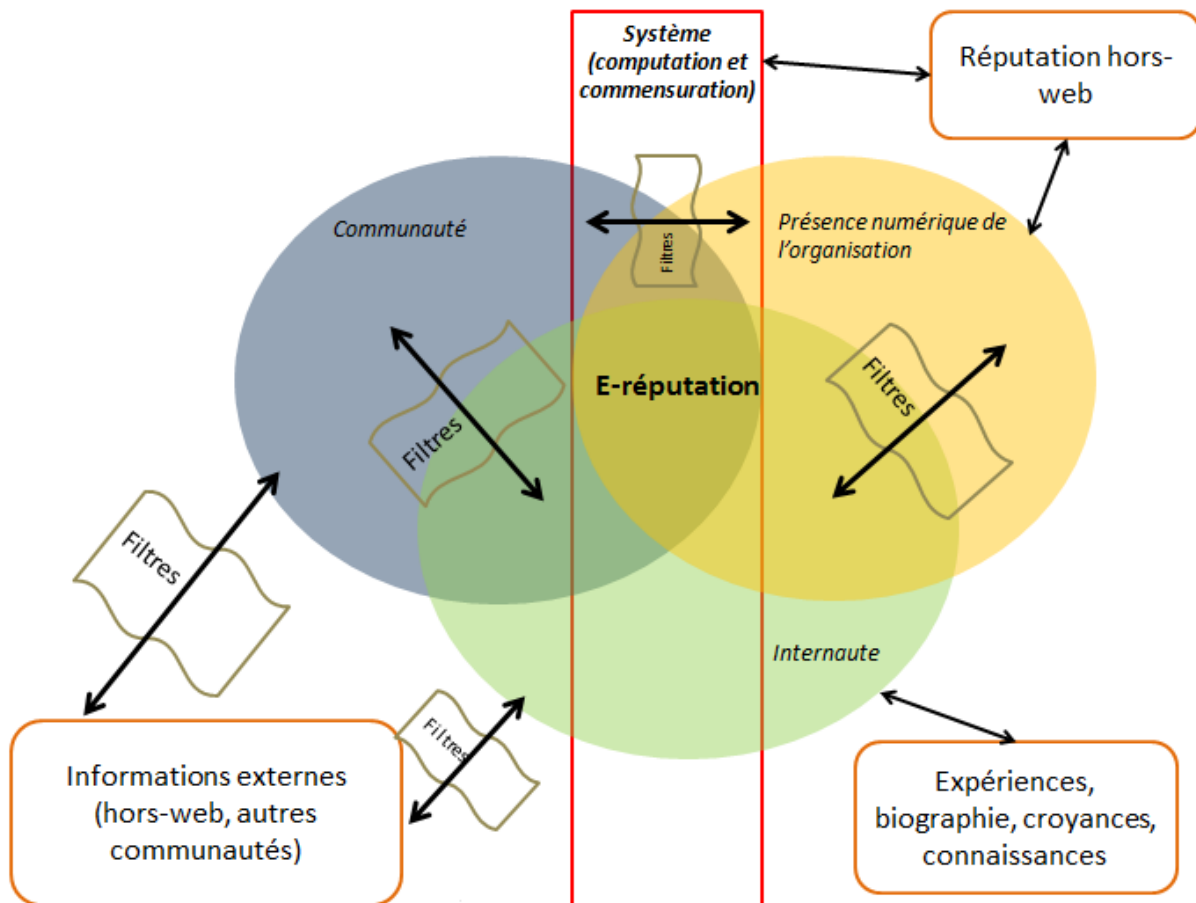 Système
(computation et
commensuration)
Réputation hors-
web
Communauté
Filtres
Présence numérique de
l'organisation
Filtres
Filtres
E-réputation
Filtres
Internaute
Filtres
Informations externes
(hors-web, autres
communautés)
Expériences,
biographie, croyances,
connaissances